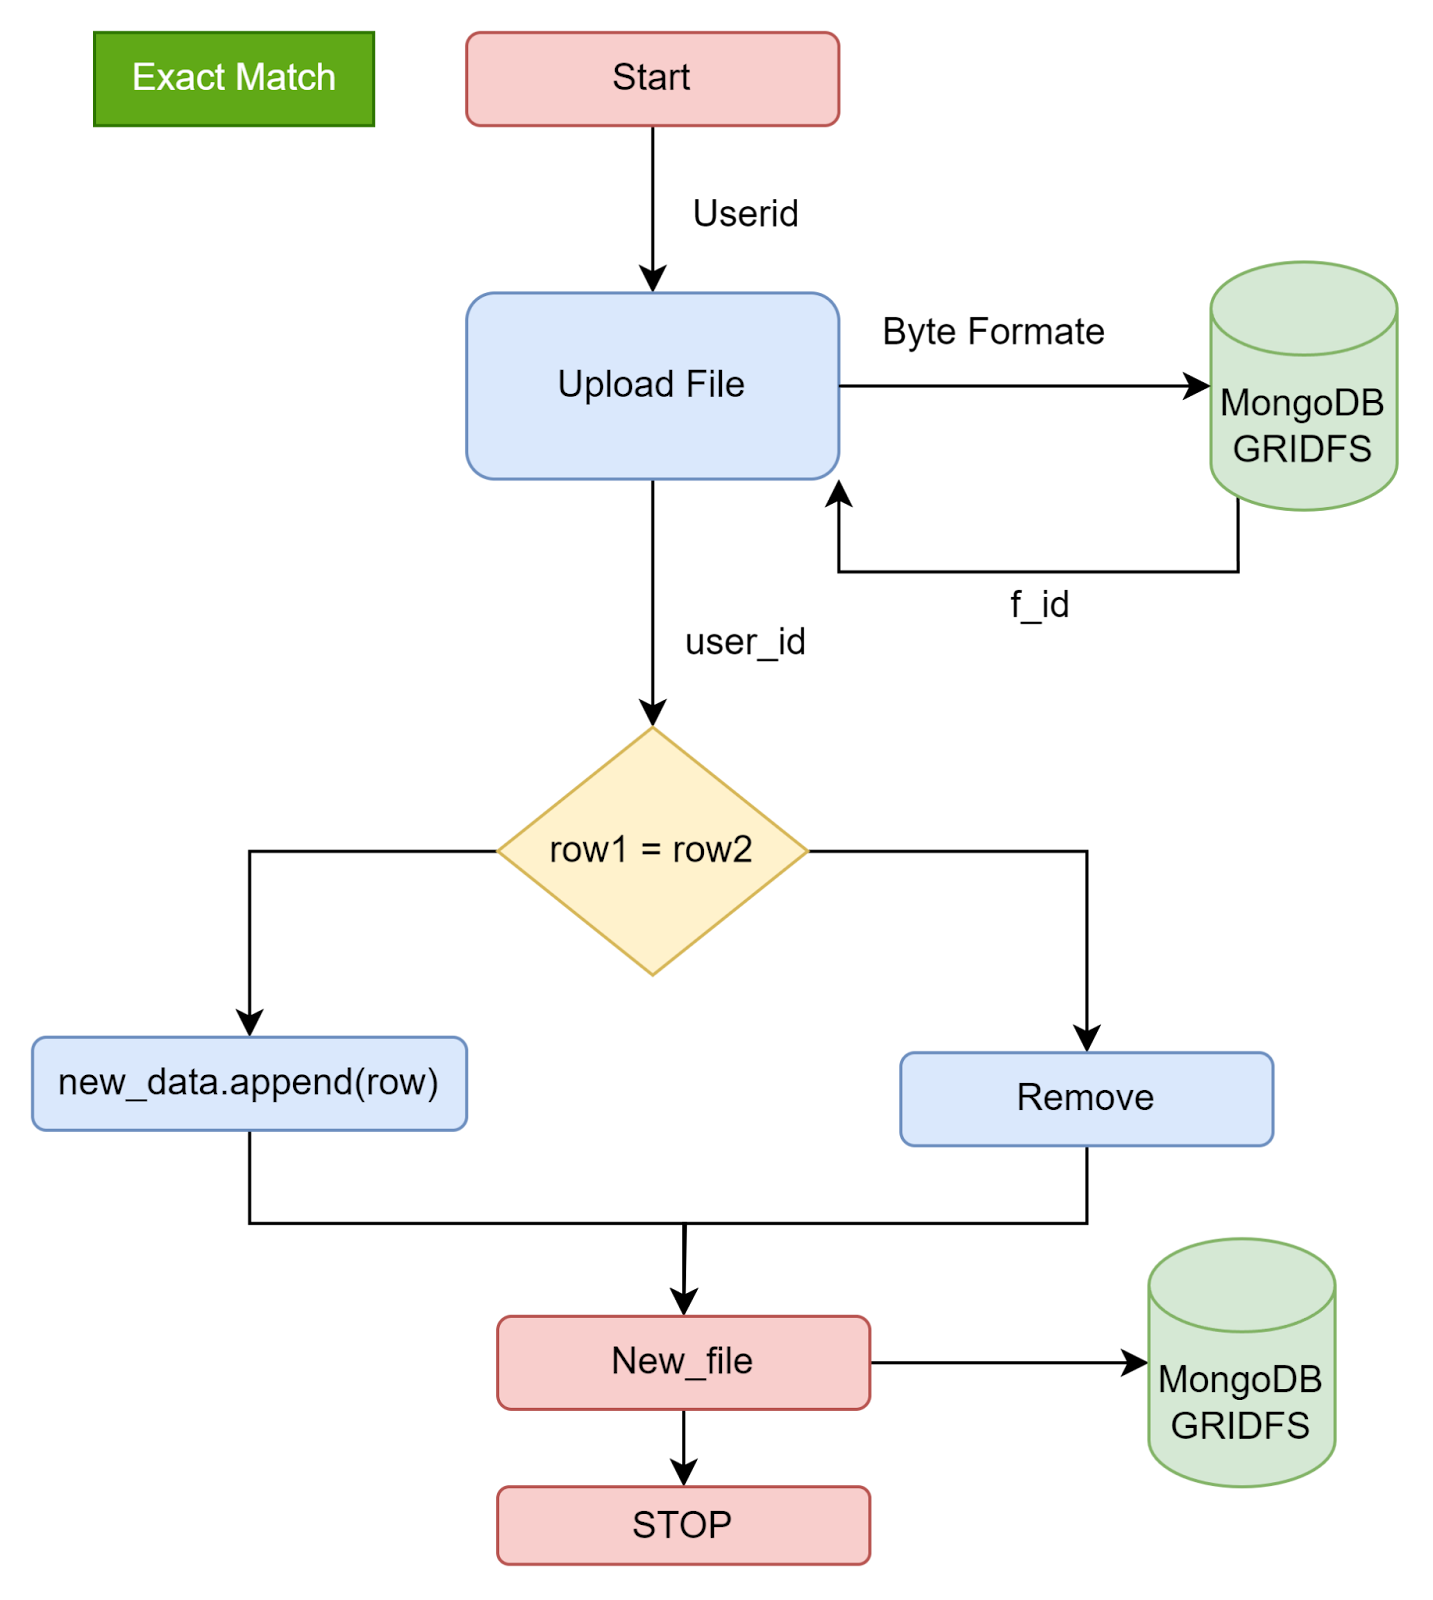 Exact Match
Start
Userid
Byte Formate
Upload File
MongoDB
GRIDFS
f_id
user_id
row1 = row2
new_data.append(row)
Remove
New_file
MongoDB
GRIDFS
STOP